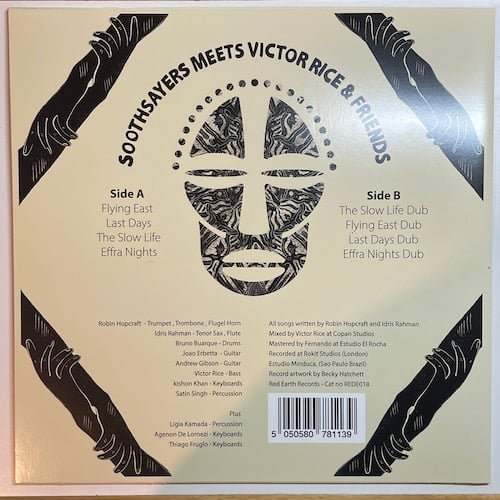 SOOTHSAYERS MEETS VICTOR RICE & FRIENDS
Side A
Flying East
Last Days
The Slow Life
Effra Nights
Side B
The Slow Life Dub
Flying East Dub
Last Days Dub
Effra Nights Dub
Robin Hopcraft - Trumpet, Trombone, Flugel Horn
Idris Rahman - Tenor Sax, Flute
Bruno Buarque - Drums
Joao Erbetta - Guitar
Andrew Gibson - Guitar
Victor Rice - Bass
kishon Khan - Keyboards
Satin Singh - Percussion
Plus
Ligia Kamada - Percussion
Agenon De Lornezi - Keyboards
Thiago Fruglo - Keyboards
All songs written by Robin Hopcraft and Idris Rahman
Mixed by Victor Rice at Copan Studios
Mastered by Fernando at Estudio El Rocha
Recorded at Rokit Studios (London)
Estudio Minduca, (Sao Paulo Brazil)
Record artwork by Becky Hatchett
Red Earth Records - Cat no REDE018
5 050580 781139